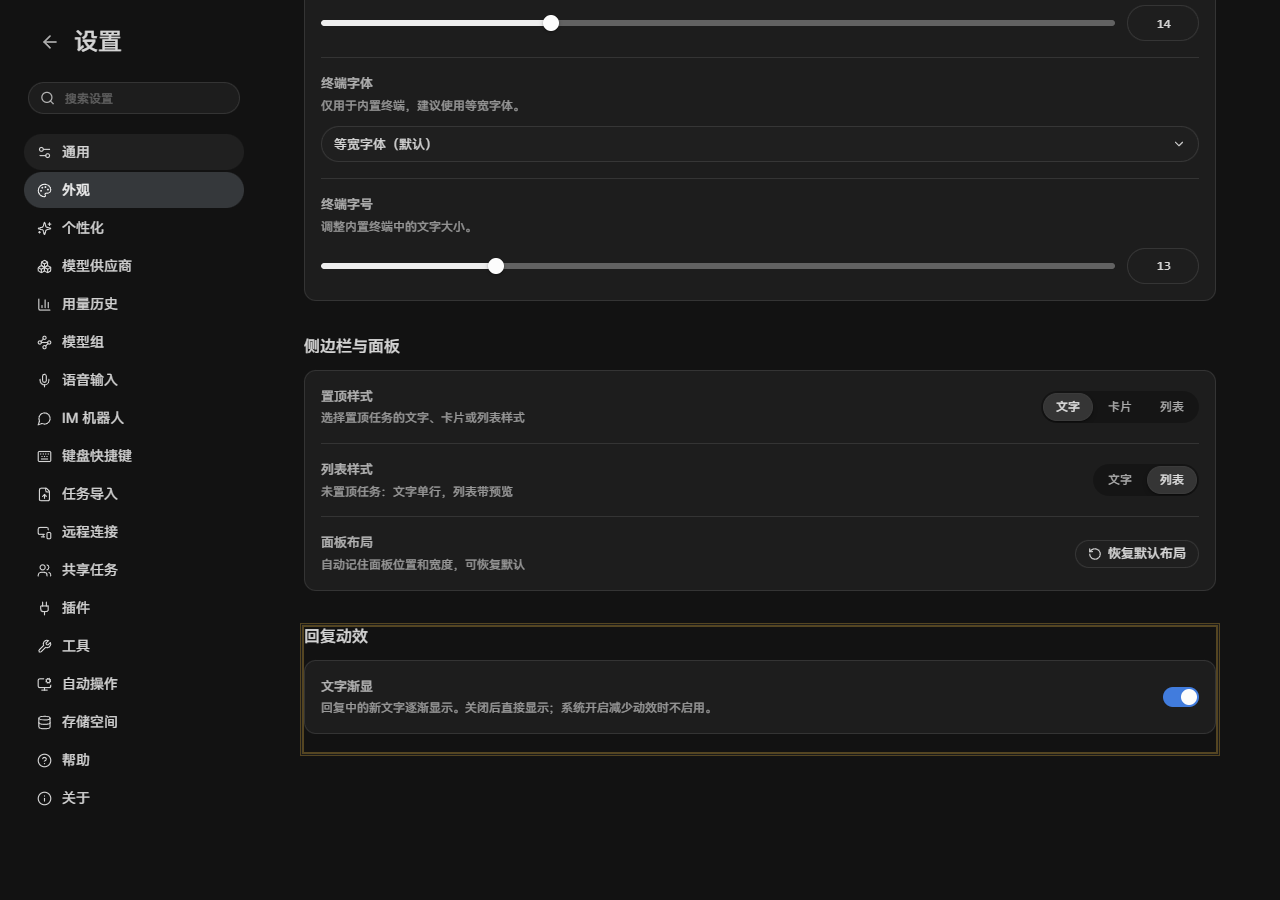 设置
搜索设置
通用
外观
个性化
模型供应商
用量历史
模型组
语音输入
IM 机器人
键盘快捷键
任务导入
远程连接
共享任务
插件
工具
自动操作
存储空间
帮助
关于
14
终端字体
仅用于内置终端，建议使用等宽字体。
等宽字体（默认）
终端字号
调整内置终端中的文字大小。
13
侧边栏与面板
置顶样式
选择置顶任务的文字、卡片或列表样式
文字 卡片 列表
列表样式
未置顶任务：文字单行，列表带预览
文字 列表
面板布局
自动记住面板位置和宽度，可恢复默认
恢复默认布局
回复动效
文字渐显
回复中的新文字逐渐显示。关闭后直接显示；系统开启减少动效时不启用。